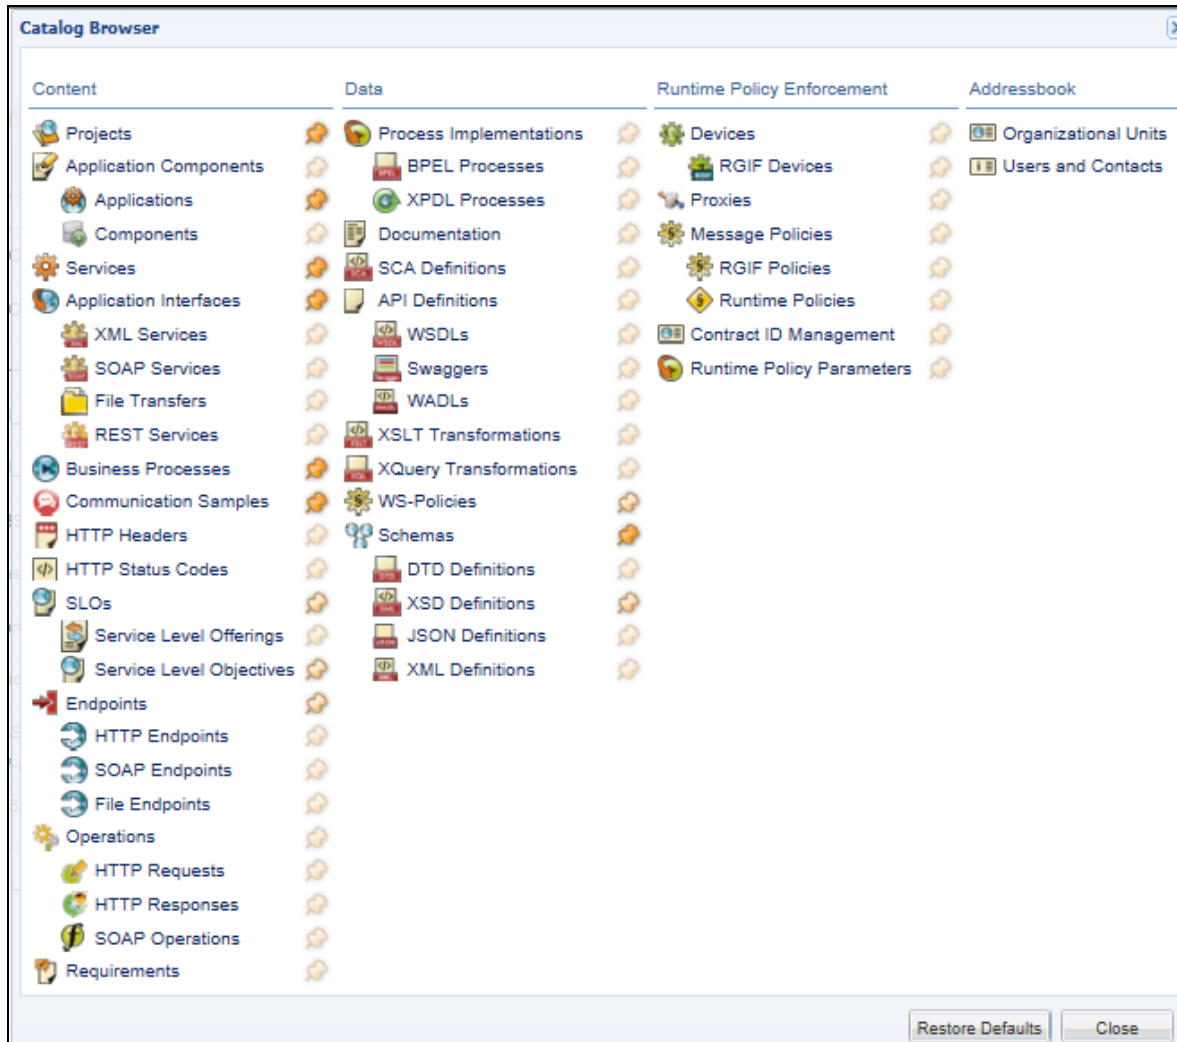 Catalog Browser
Content
Projects
Application Components
Applications
Components
Services
Application Interfaces
XML Services
SOAP Services
File Transfers
REST Services
Business Processes
Communication Samples
HTTP Headers
HTTP Status Codes
SLOs
Service Level Offerings
Service Level Objectives
Endpoints
HTTP Endpoints
SOAP Endpoints
File Endpoints
Operations
HTTP Requests
HTTP Responses
SOAP Operations
Requirements
Data
Process Implementations
BPEL Processes
XPDL Processes
Documentation
SCA Definitions
API Definitions
WSDLs
Swaggers
WADLs
XSLT Transformations
XQuery Transformations
WS-Policies
Schemas
DTD Definitions
XSD Definitions
JSON Definitions
XML Definitions
Runtime Policy Enforcement
Devices
RGIF Devices
Proxies
Message Policies
RGIF Policies
Runtime Policies
Contract ID Management
Runtime Policy Parameters
Addressbook
Organizational Units
Users and Contacts
Restore Defaults
Close